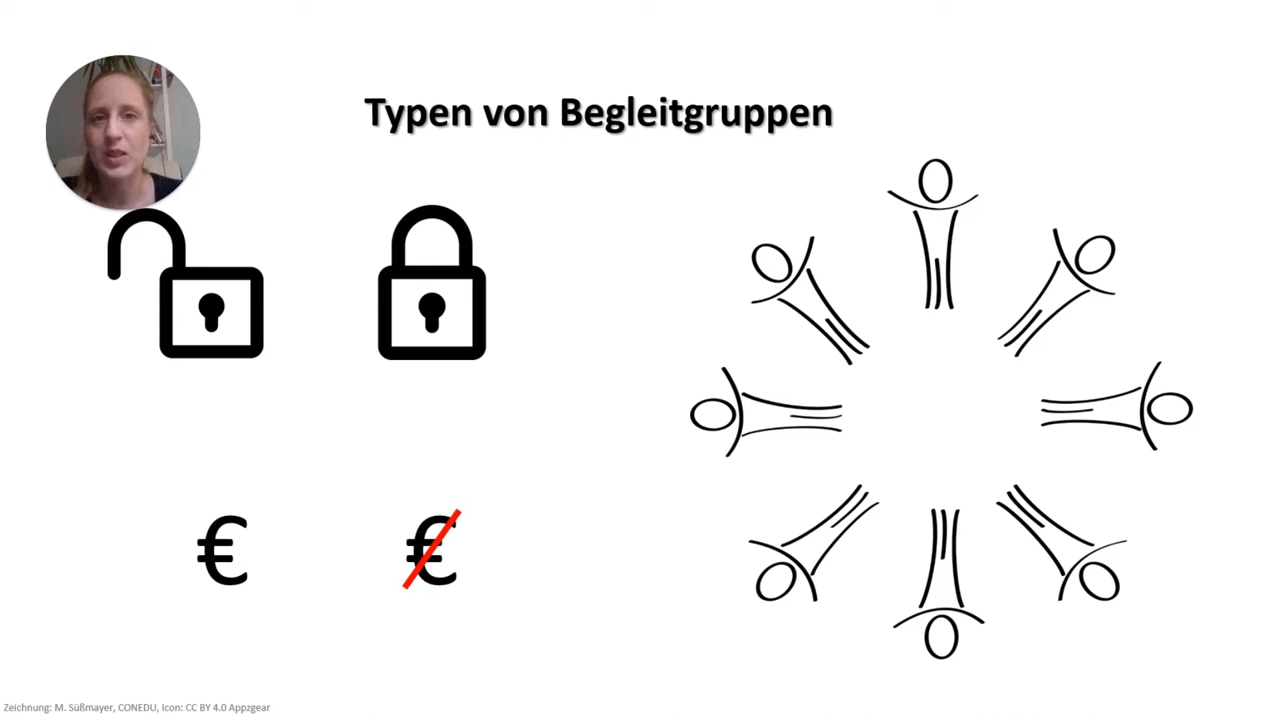 Typen von Begleitgruppen
€ €
Zeichnung: M. Süßmayer, CONEDU, Icon: CC BY 4.0 Appzgear